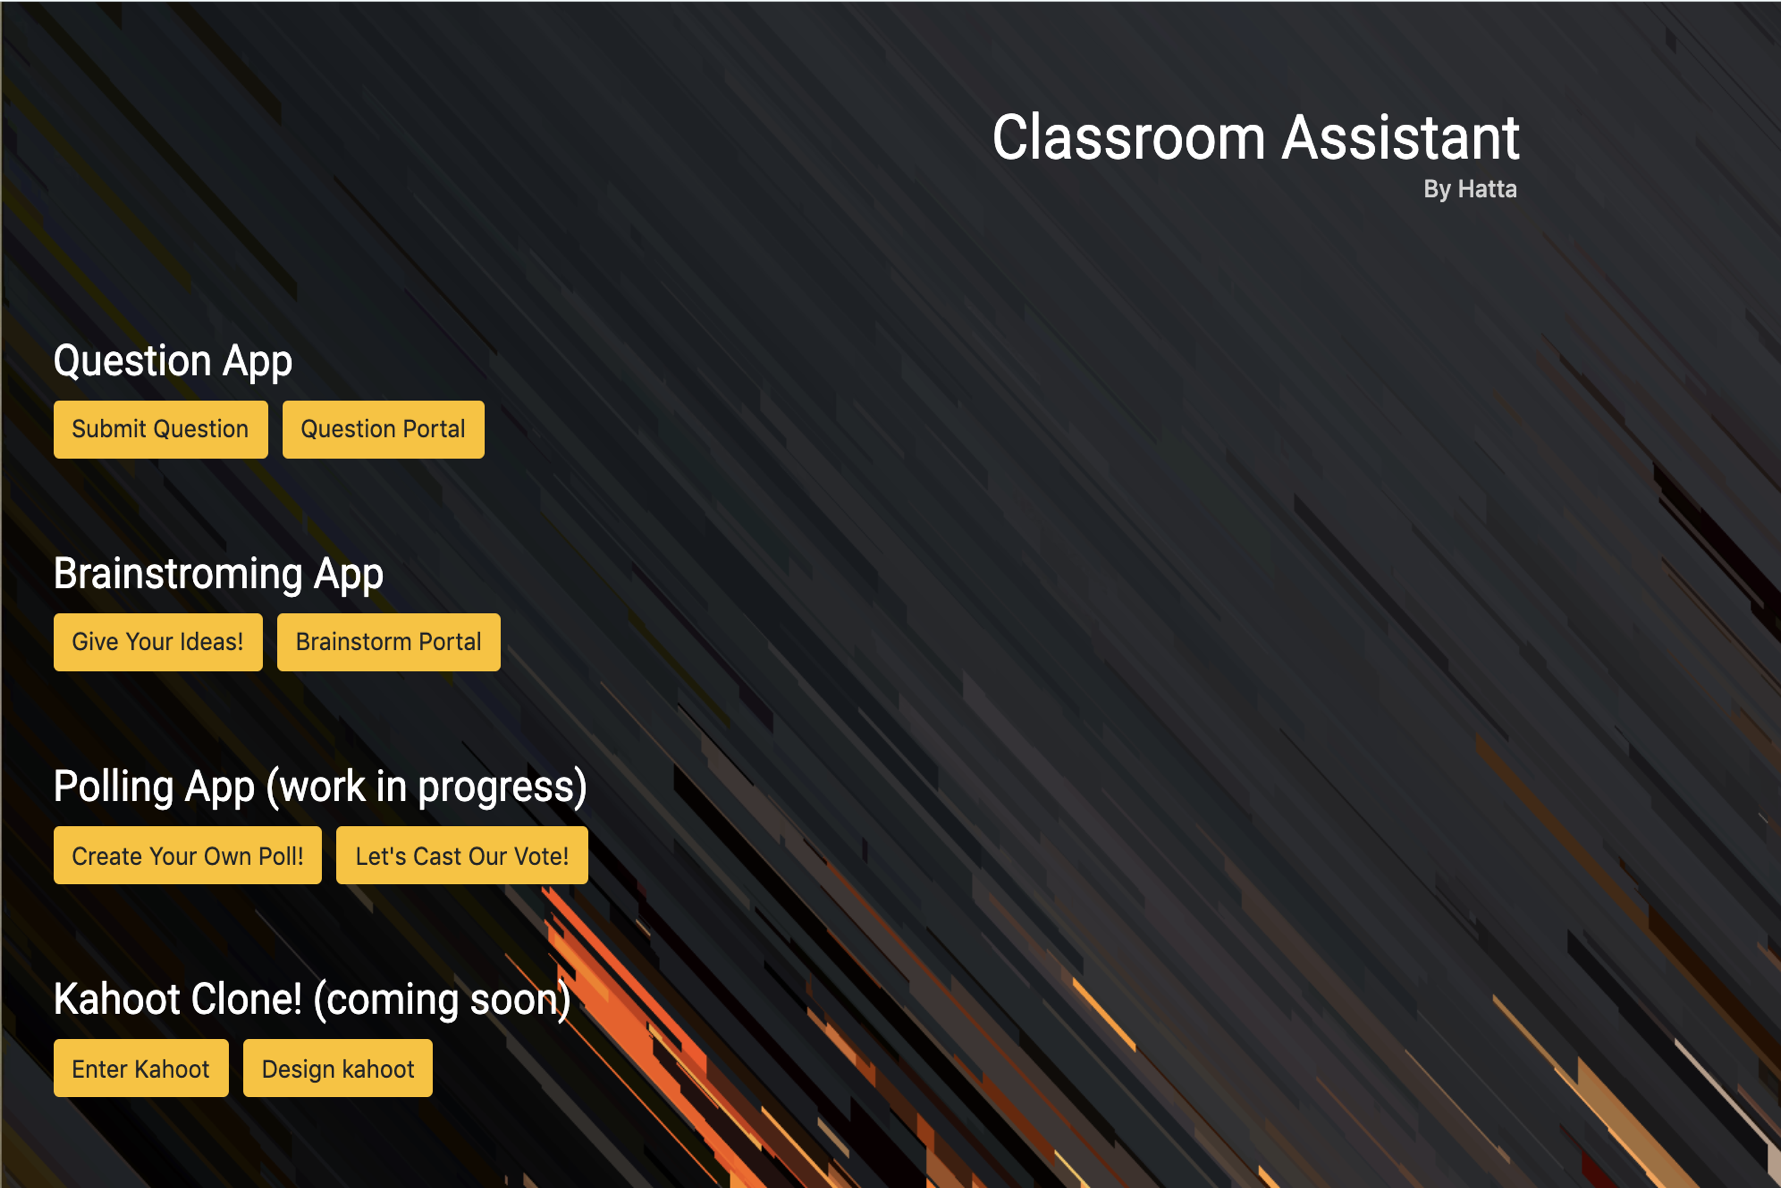 Classroom Assistant
By Hatta
Question App
Submit Question Question Portal
Brainstroming App
Give Your Ideas! Brainstorm Portal
Polling App (work in progress)
Create Your Own Poll! Let's Cast Our Vote!
Kahoot Clone! (coming soon)
Enter Kahoot Design kahoot